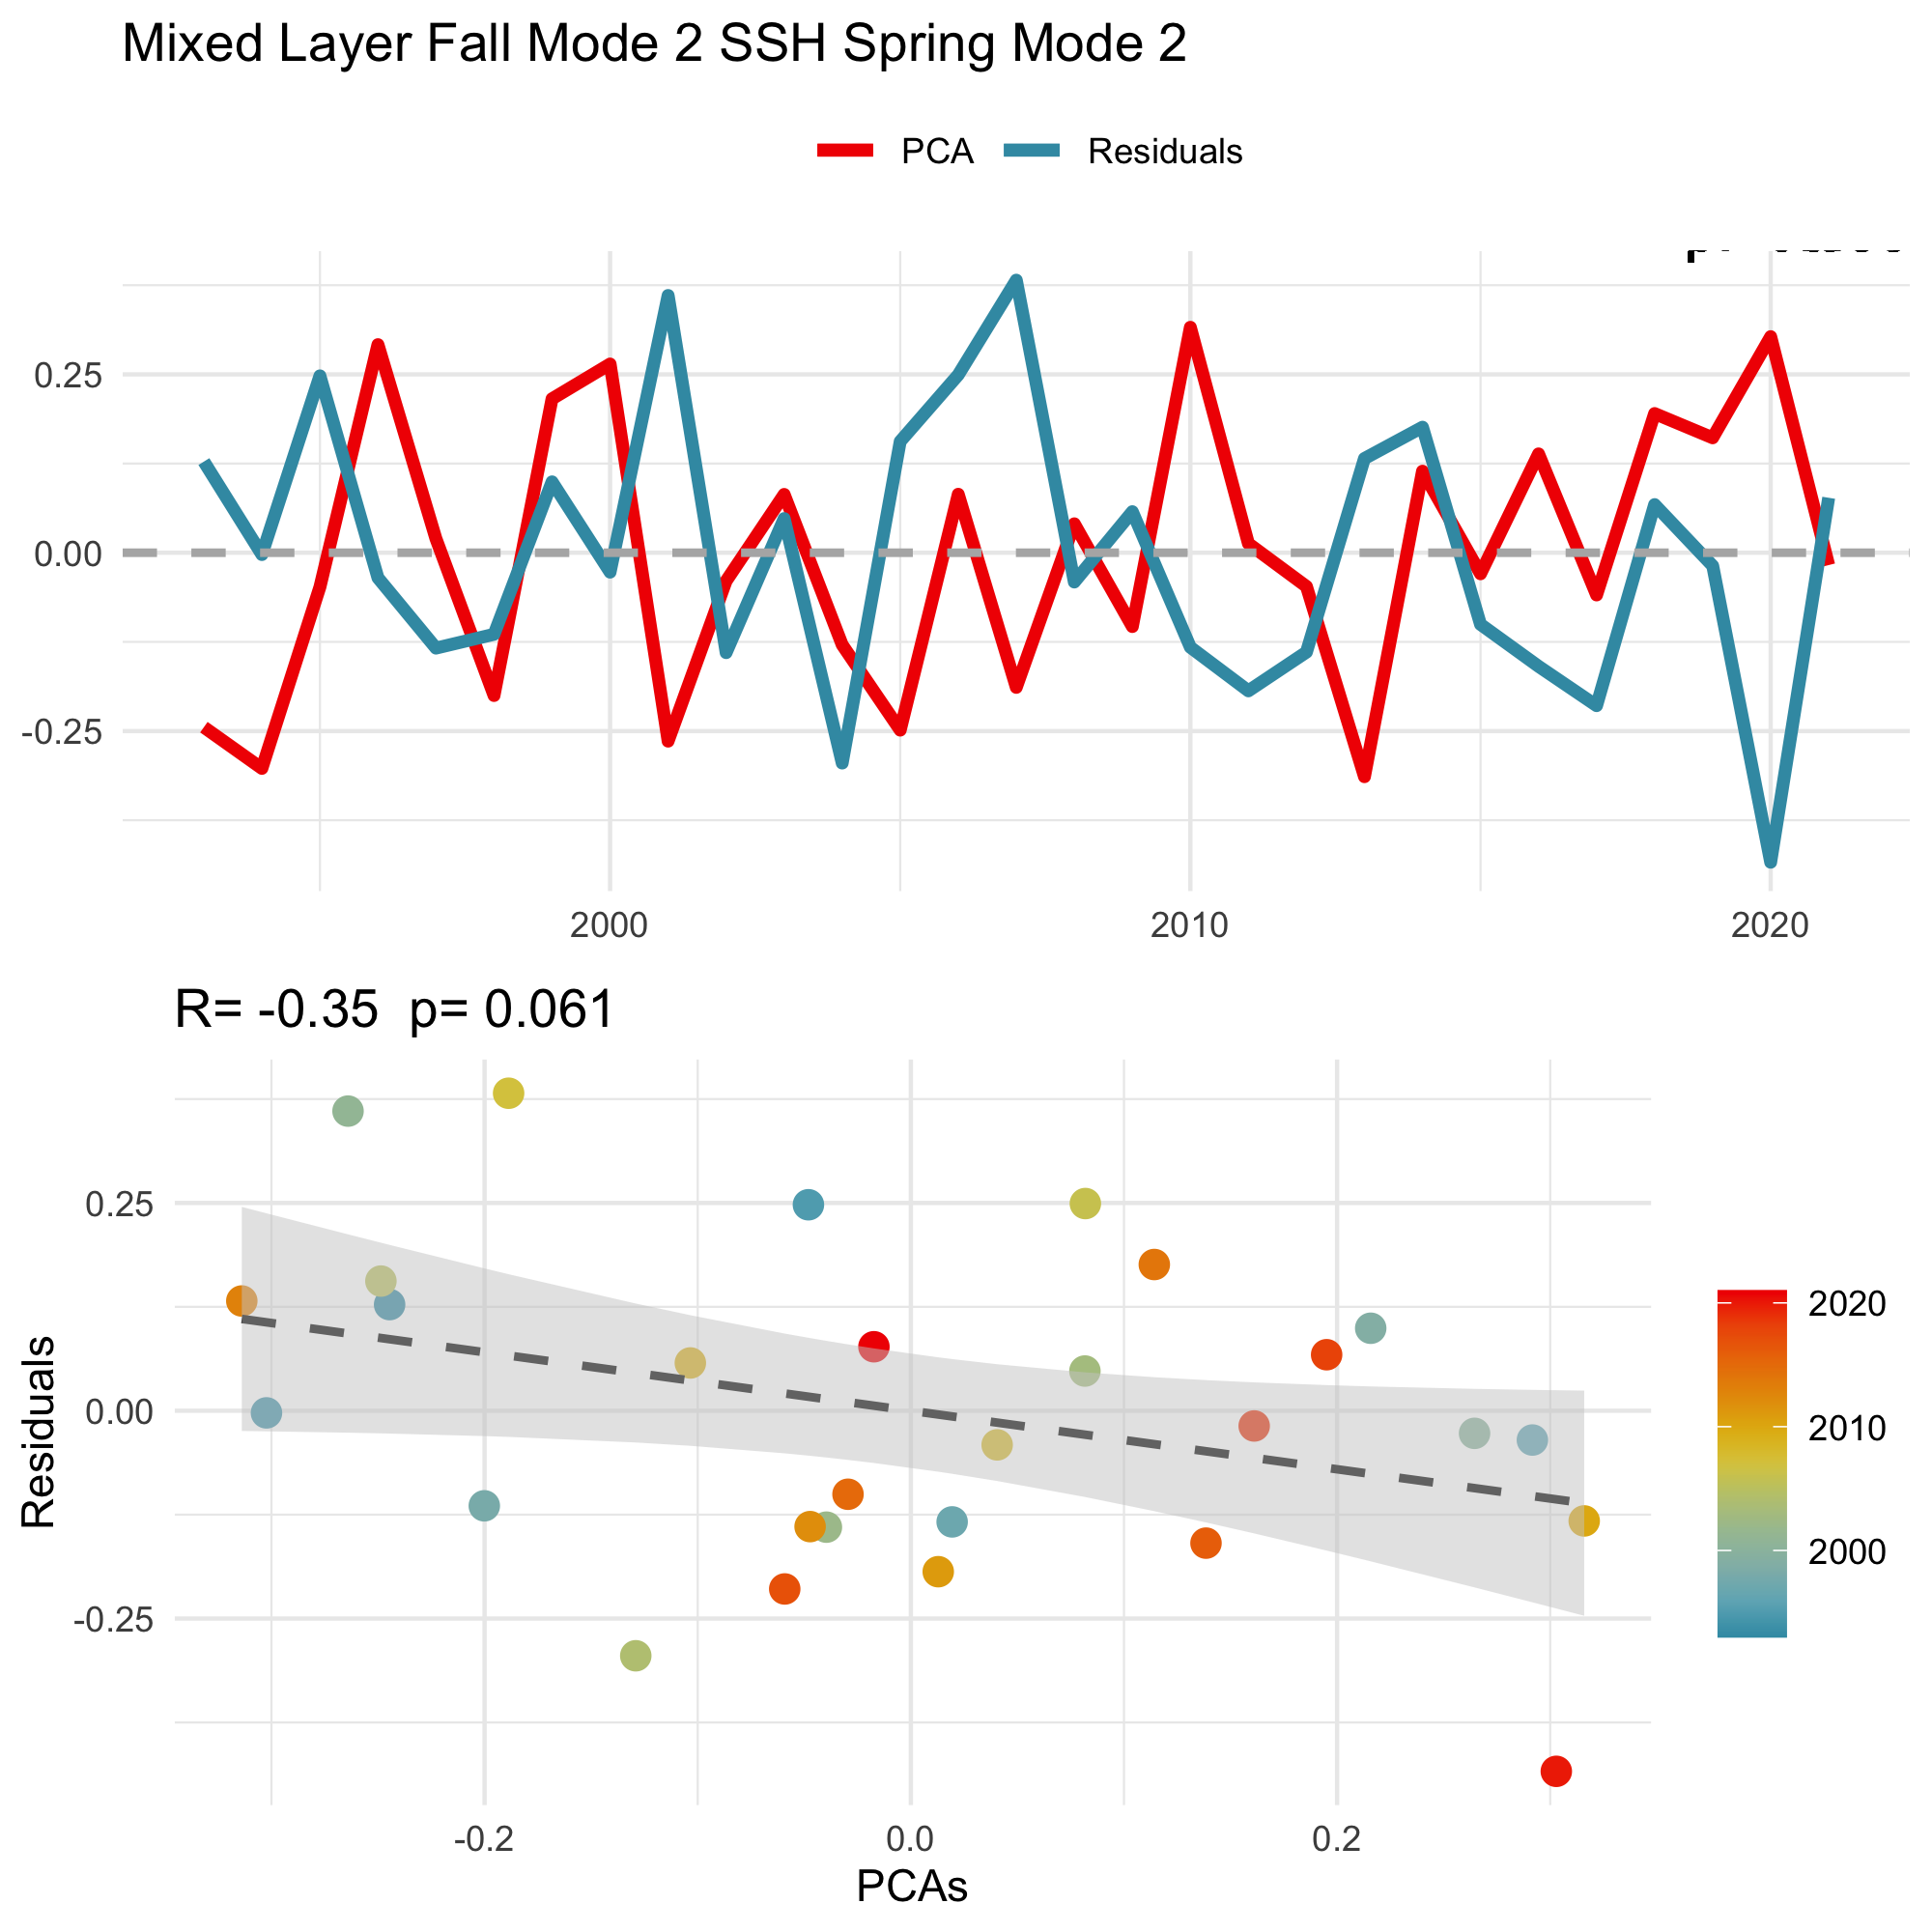 Mixed Layer Fall Mode 2 SSH Spring Mode 2
PCA Residuals
0.25
0.00
-0.25
2000 2010 2020
R= -0.35 p= 0.061
Residuals
0.25
0.00
-0.25
-0.2 0.0 0.2
PCAs
2020
2010
2000